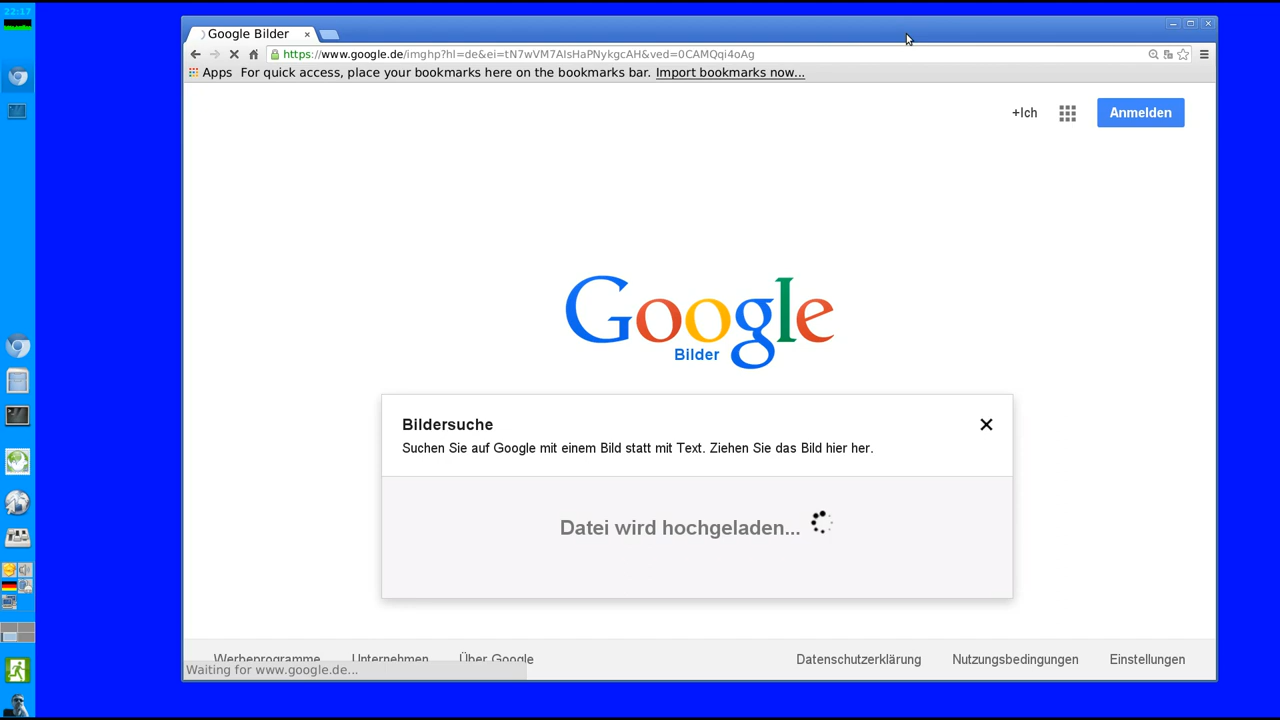 22:17
Google Bilder
https://www.google.de/imghp?hl=de&ei=tN7wVM7AIsHaPNykgcAH&ved=0CAMQqi4oAg
Apps For quick access, place your bookmarks here on the bookmarks bar. Import bookmarks now...
+Ich
Anmelden
Google
Bilder
Bildersuche
Suchen Sie auf Google mit einem Bild statt mit Text. Ziehen Sie das Bild hier her.
Datei wird hochgeladen...
Werbeprogramme Unternehmen Über Google Datenschutzerklärung Nutzungsbedingungen Einstellungen
Waiting for www.google.de...